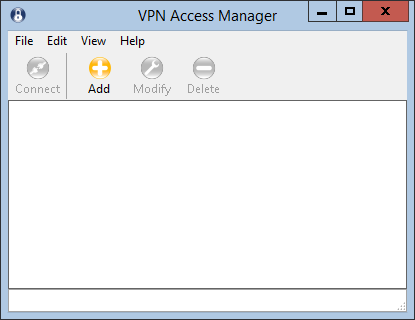 VPN Access Manager
File Edit View Help
Connect Add Modify Delete